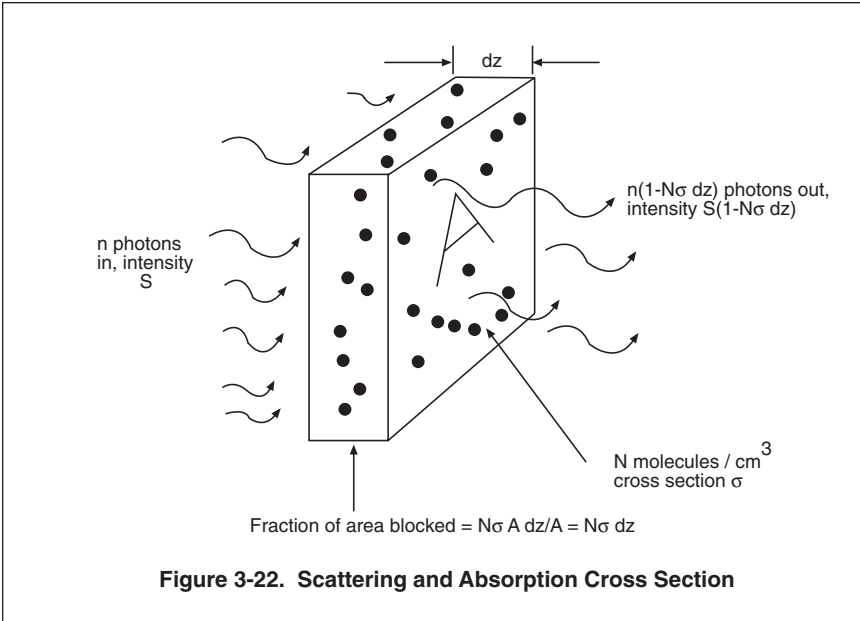 dz
n(1-Nσ dz) photons out,
intensity S(1-Nσ dz)
n photons
in, intensity
S
A
N molecules / cm³
cross section σ
Fraction of area blocked = Nσ A dz/A = Nσ dz
Figure 3-22. Scattering and Absorption Cross Section